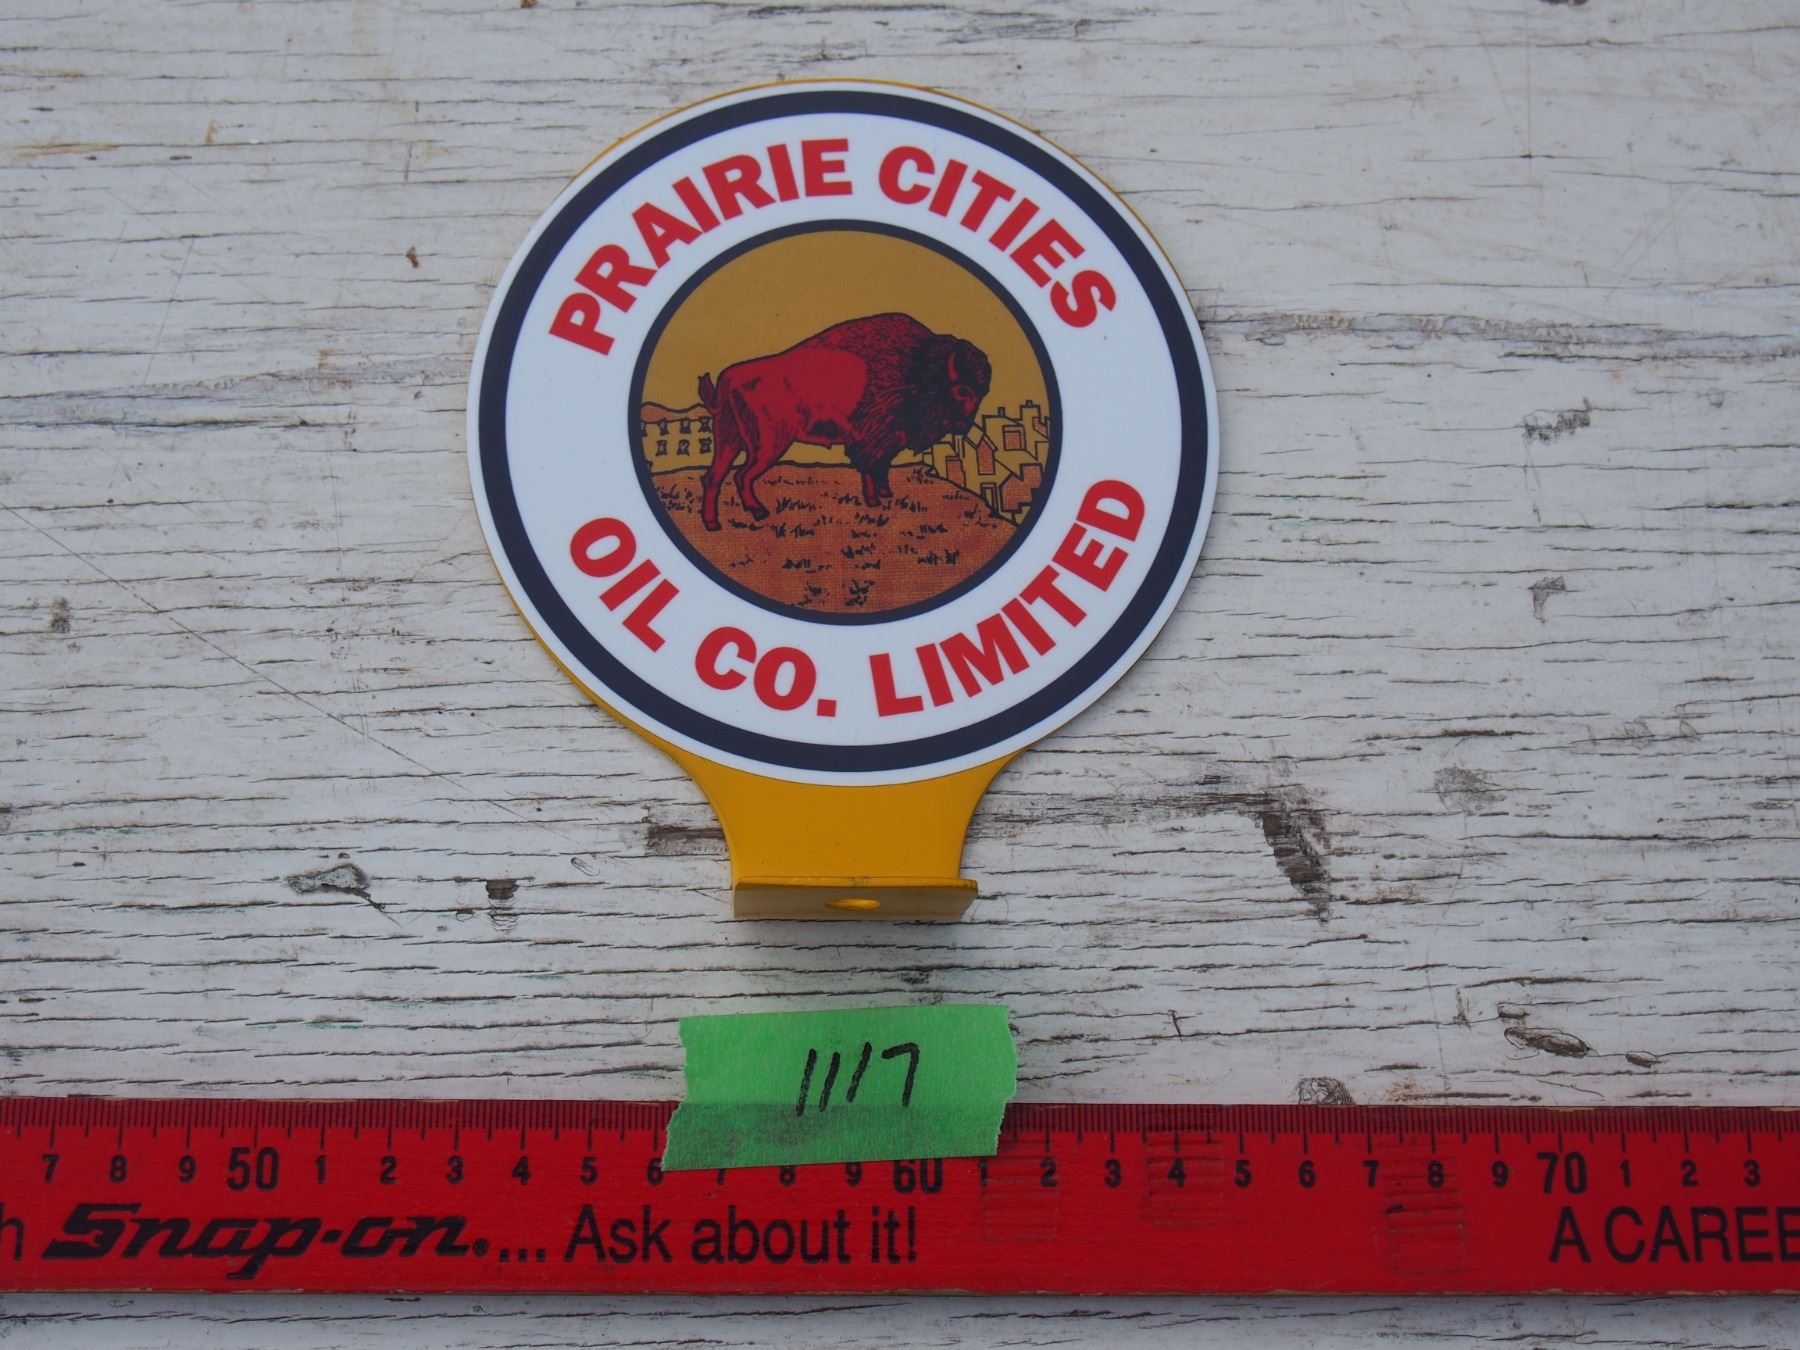 PRAIRIE CITIES
OIL CO. LIMITED
1117
7 8 9 50 1 2 3 4 5 6 7 8 9 60 1 2 3 4 5 6 7 8 9 70 1 2 3
h Snap-on®... Ask about it! A CAREE